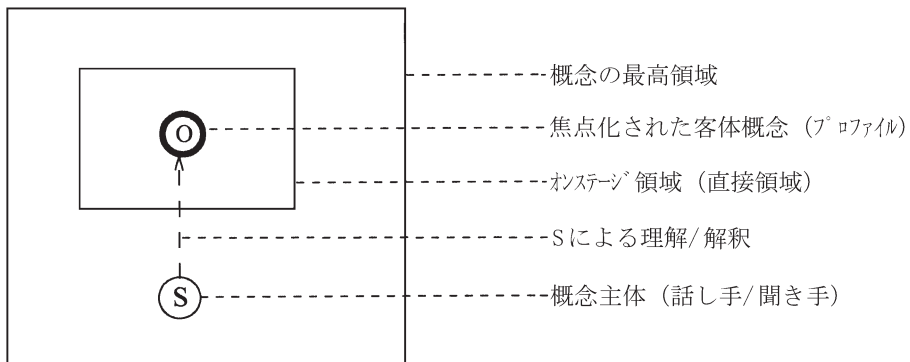 概念の最高領域
O
焦点化された客体概念 (ﾌﾟﾛﾌｧｲﾙ)
ｵﾝｽﾃｰｼﾞ領域 (直接領域)
Sによる理解/解釈
S
概念主体 (話し手/聞き手)